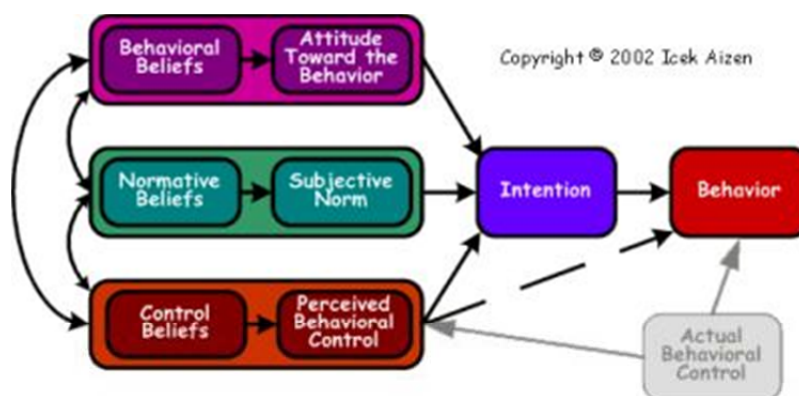 Behavioral
Beliefs
Attitude
Toward the
Behavior
Copyright © 2002 Icek Aizen
Normative
Beliefs
Subjective
Norm
Intention
Behavior
Control
Beliefs
Perceived
Behavioral
Control
Actual
Behavioral
Control